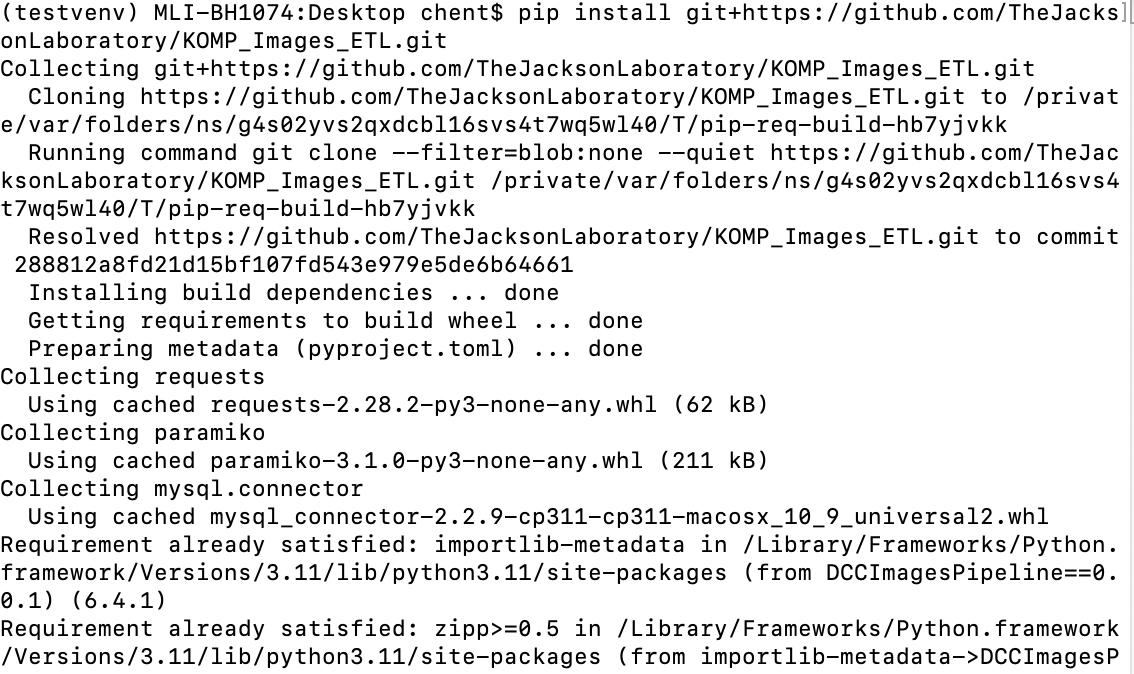 (testvenv) MLI-BH1074:Desktop chent$ pip install git+https://github.com/TheJacks]
onLaboratory/KOMP_Images_ETL.git
Collecting git+https://github.com/TheJacksonLaboratory/KOMP_Images_ETL.git
  Cloning https://github.com/TheJacksonLaboratory/KOMP_Images_ETL.git to /privat
e/var/folders/ns/g4s02yvs2qxdcbl16svs4t7wq5wl40/T/pip-req-build-hb7yjvkk
  Running command git clone --filter=blob:none --quiet https://github.com/TheJac
ksonLaboratory/KOMP_Images_ETL.git /private/var/folders/ns/g4s02yvs2qxdcbl16svs4
t7wq5wl40/T/pip-req-build-hb7yjvkk
  Resolved https://github.com/TheJacksonLaboratory/KOMP_Images_ETL.git to commit
 288812a8fd21d15bf107fd543e979e5de6b64661
  Installing build dependencies ... done
  Getting requirements to build wheel ... done
  Preparing metadata (pyproject.toml) ... done
Collecting requests
  Using cached requests-2.28.2-py3-none-any.whl (62 kB)
Collecting paramiko
  Using cached paramiko-3.1.0-py3-none-any.whl (211 kB)
Collecting mysql.connector
  Using cached mysql_connector-2.2.9-cp311-cp311-macosx_10_9_universal2.whl
Requirement already satisfied: importlib-metadata in /Library/Frameworks/Python.
framework/Versions/3.11/lib/python3.11/site-packages (from DCCImagesPipeline==0.
0.1) (6.4.1)
Requirement already satisfied: zipp>=0.5 in /Library/Frameworks/Python.framework
/Versions/3.11/lib/python3.11/site-packages (from importlib-metadata->DCCImagesP